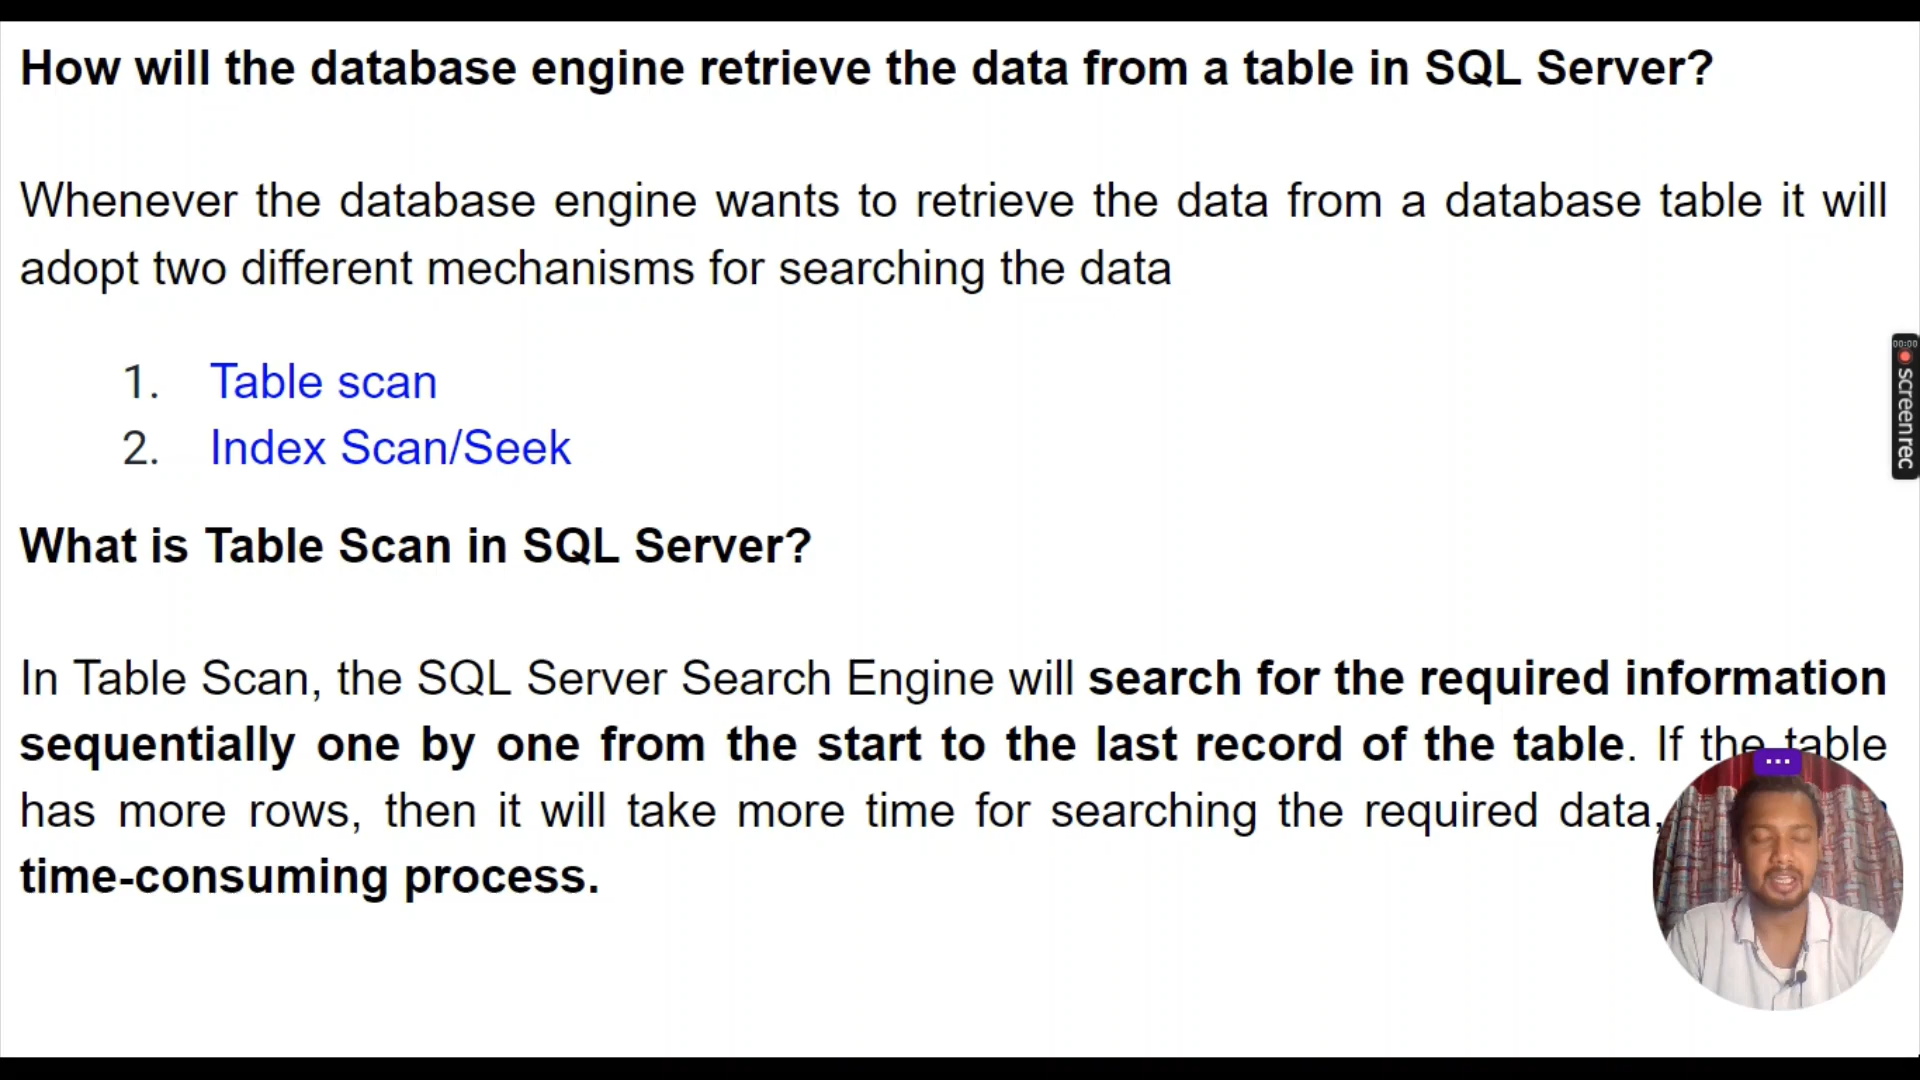 How will the database engine retrieve the data from a table in SQL Server?
Whenever the database engine wants to retrieve the data from a database table it will
adopt two different mechanisms for searching the data
1. Table scan
2. Index Scan/Seek
What is Table Scan in SQL Server?
In Table Scan, the SQL Server Search Engine will search for the required information
sequentially one by one from the start to the last record of the table. If the table
has more rows, then it will take more time for searching the required data,
time-consuming process.
00:00
screenrec